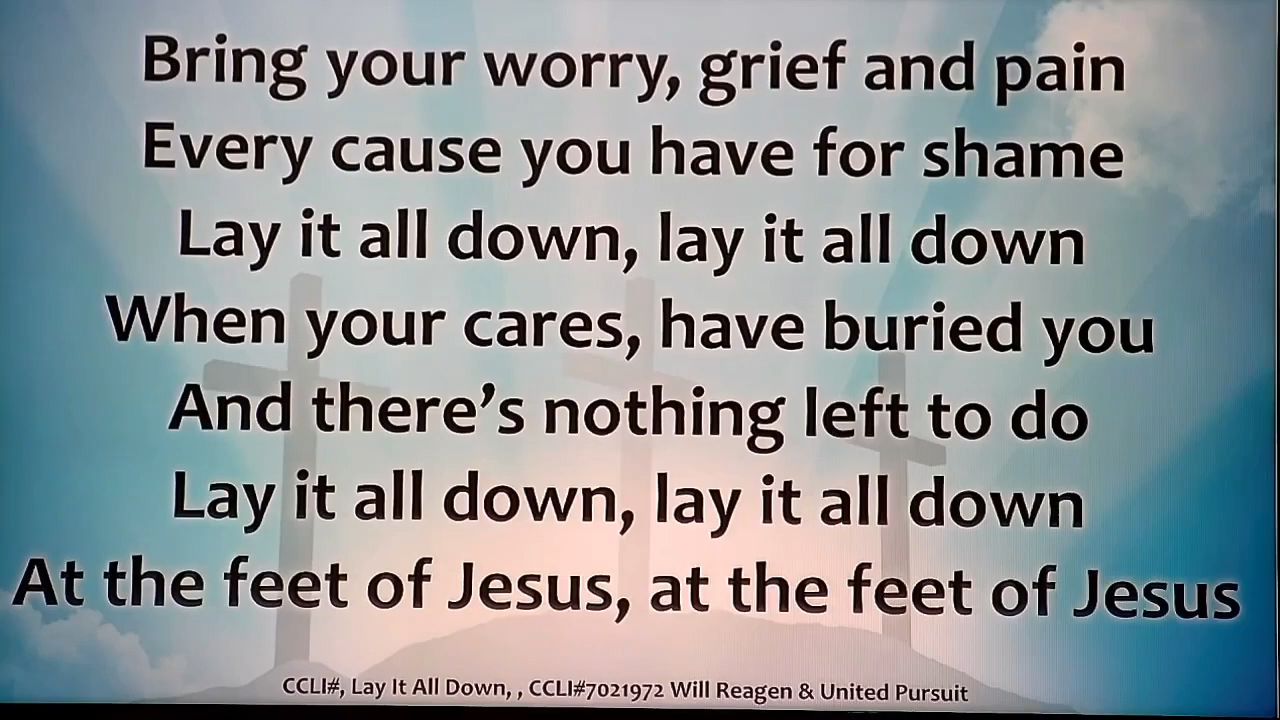 Bring your worry, grief and pain
Every cause you have for shame
Lay it all down, lay it all down
When your cares, have buried you
And there's nothing left to do
Lay it all down, lay it all down
At the feet of Jesus, at the feet of Jesus
CCLI#, Lay It All Down, , CCLI#7021972 Will Reagen & United Pursuit